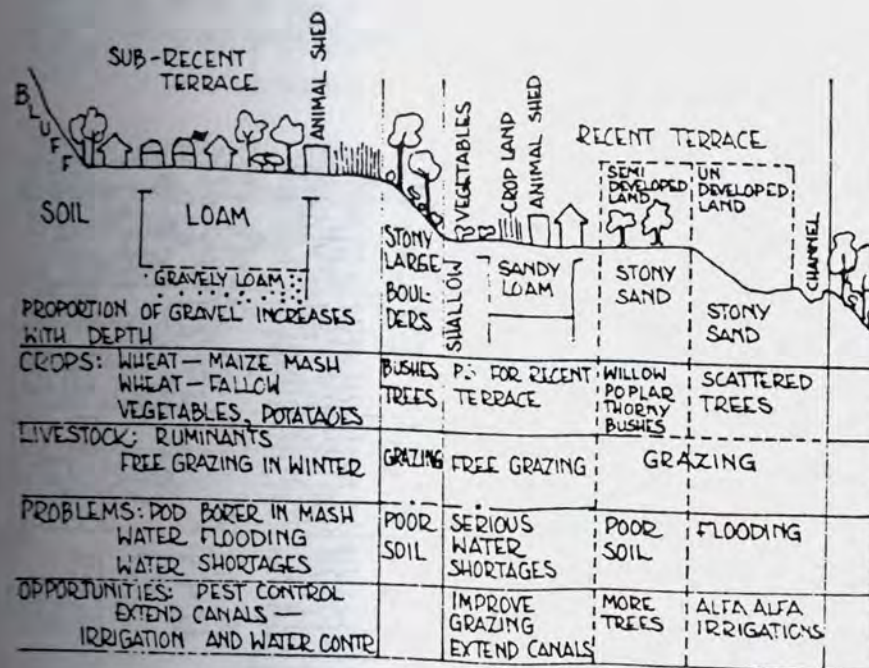 SUB-RECENT
TERRACE
ANIMAL SHED
BLUFF
VEGETABLES
CROP LAND
ANIMAL SHED
RECENT TERRACE
SEMI
DEVELOPED
LAND
UN
DEVELOPED
LAND
CHANNEL
SOIL
LOAM
GRAVELY LOAM
PROPORTION OF GRAVEL INCREASES
WITH DEPTH
STONY
LARGE
BOUL-
DERS
SHALLOW
SANDY
LOAM
STONY
SAND
STONY
SAND
CROPS: WHEAT — MAIZE MASH
WHEAT — FALLOW
VEGETABLES, POTATAGES
BUSHES
TREES
FOR RECENT
TERRACE
WILLOW
POPLAR
THORNY
BUSHES
SCATTERED
TREES
LIVESTOCK: RUMINANTS
FREE GRAZING IN WINTER
GRAZING
FREE GRAZING
GRAZING
PROBLEMS: POD BORER IN MASH
WATER FLOODING
WATER SHORTAGES
POOR
SOIL
SERIOUS
WATER
SHORTAGES
POOR
SOIL
FLOODING
OPPORTUNITIES: PEST CONTROL
EXTEND CANALS —
IRRIGATION AND WATER CONTR
IMPROVE
GRAZING
EXTEND CANALS
MORE
TREES
ALFA ALFA
IRRIGATIONS